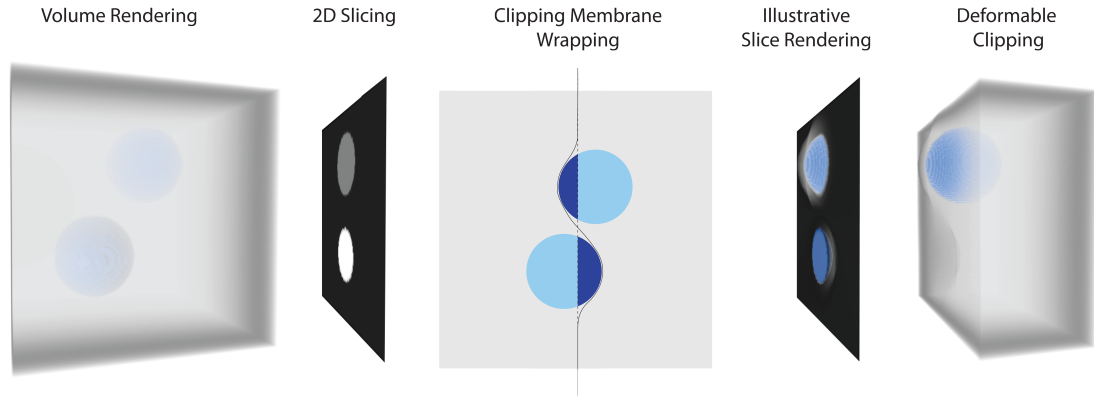 Volume Rendering
2D Slicing
Clipping Membrane
Wrapping
Illustrative
Slice Rendering
Deformable
Clipping